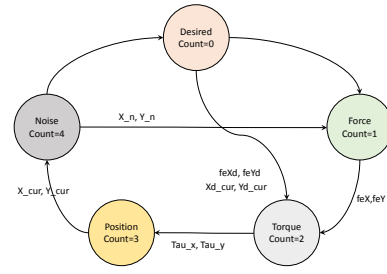 Desired
Count=0
Noise
Count=4
X_n, Y_n
Force
Count=1
feXd, feYd
Xd_cur, Yd_cur
X_cur, Y_cur
feX,feY
Position
Count=3
Tau_x, Tau_y
Torque
Count=2